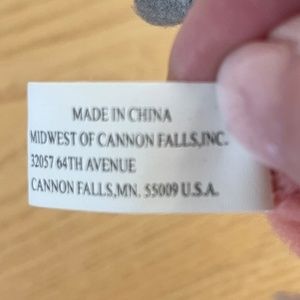 MADE IN CHINA
MIDWEST OF CANNON FALLS,INC.
32057 64TH AVENUE
CANNON FALLS,MN. 55009 U.S.A.